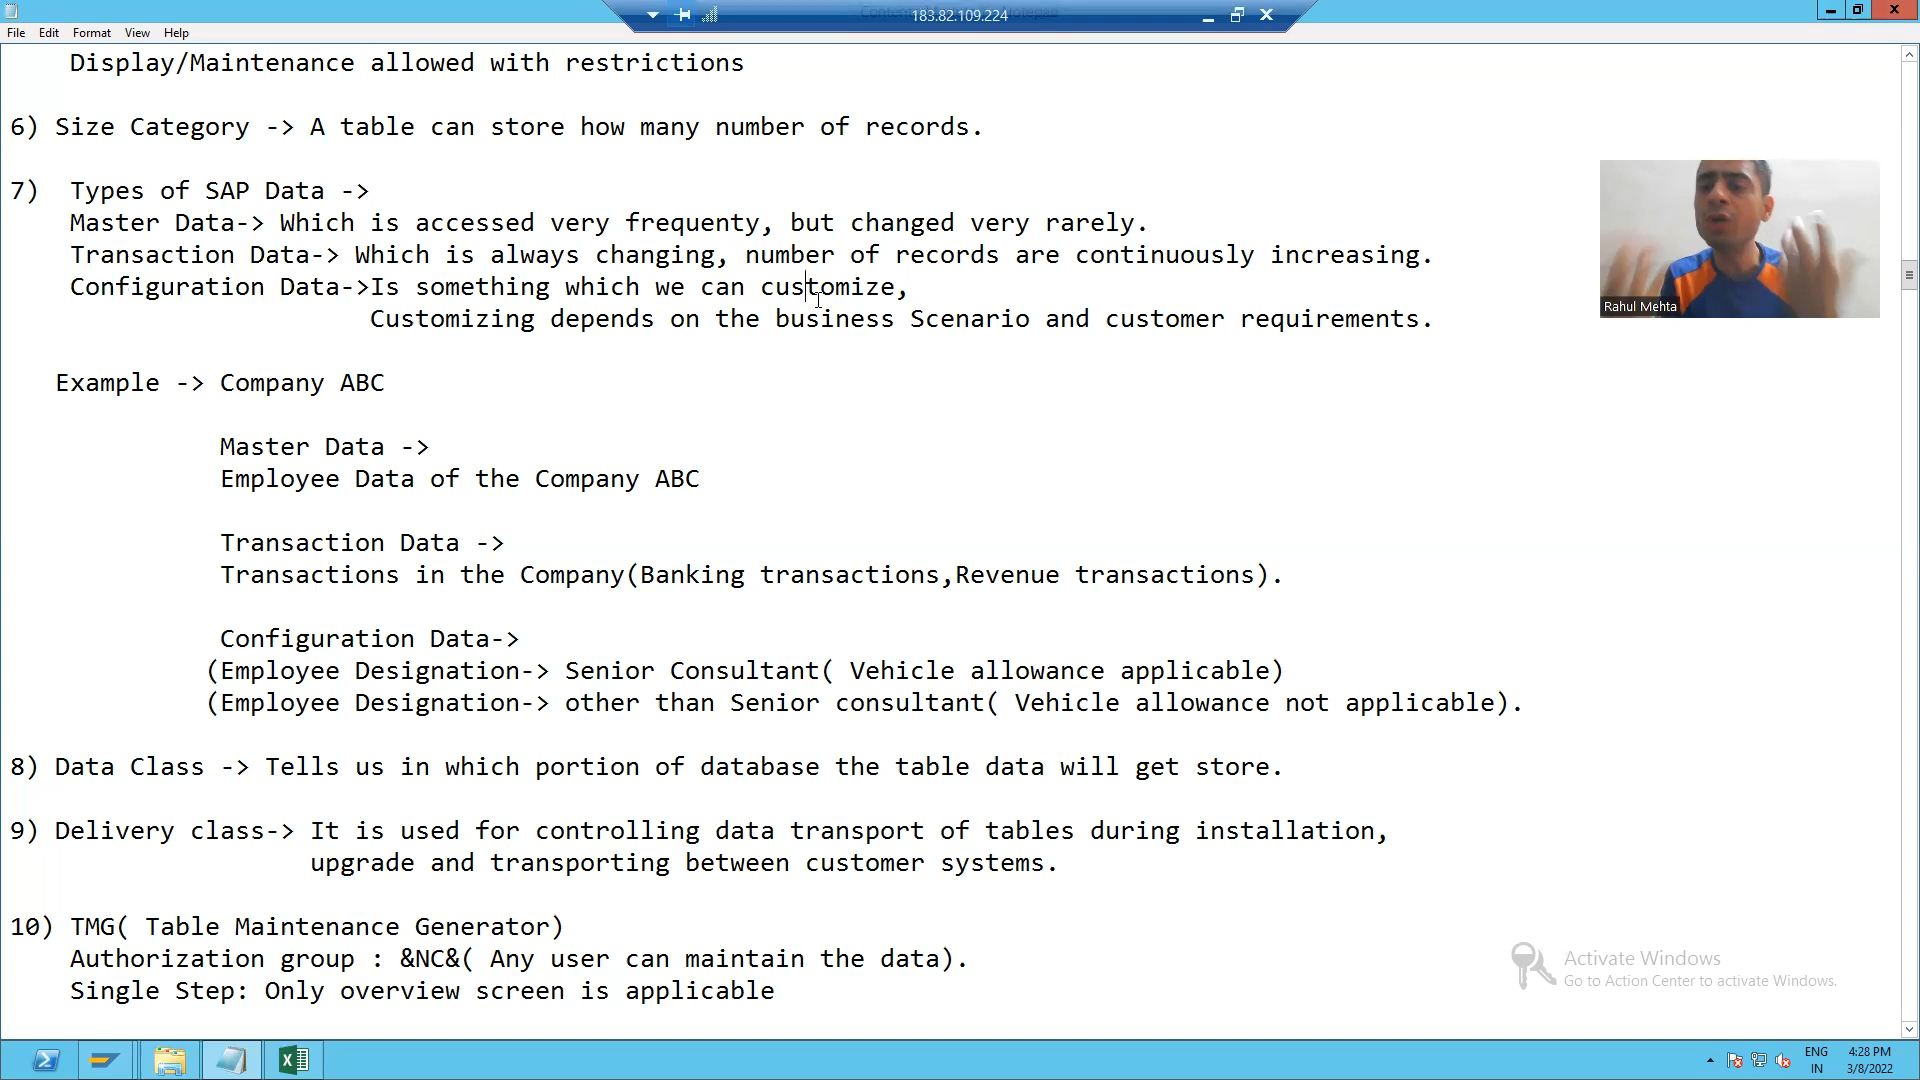 183.82.109.224
File Edit Format View Help
Display/Maintenance allowed with restrictions
6) Size Category -> A table can store how many number of records.
7) Types of SAP Data ->
Master Data-> Which is accessed very frequenty, but changed very rarely.
Transaction Data-> Which is always changing, number of records are continuously increasing.
Configuration Data->Is something which we can customize,
Customizing depends on the business Scenario and customer requirements.
Rahul Mehta
Example -> Company ABC
Master Data ->
Employee Data of the Company ABC
Transaction Data ->
Transactions in the Company(Banking transactions,Revenue transactions).
Configuration Data->
(Employee Designation-> Senior Consultant( Vehicle allowance applicable)
(Employee Designation-> other than Senior consultant( Vehicle allowance not applicable).
8) Data Class -> Tells us in which portion of database the table data will get store.
9) Delivery class-> It is used for controlling data transport of tables during installation,
upgrade and transporting between customer systems.
10) TMG( Table Maintenance Generator)
Authorization group : &NC&( Any user can maintain the data).
Single Step: Only overview screen is applicable
Activate Windows
Go to Action Center to activate Windows.
ENG 4:28 PM
IN 3/8/2022